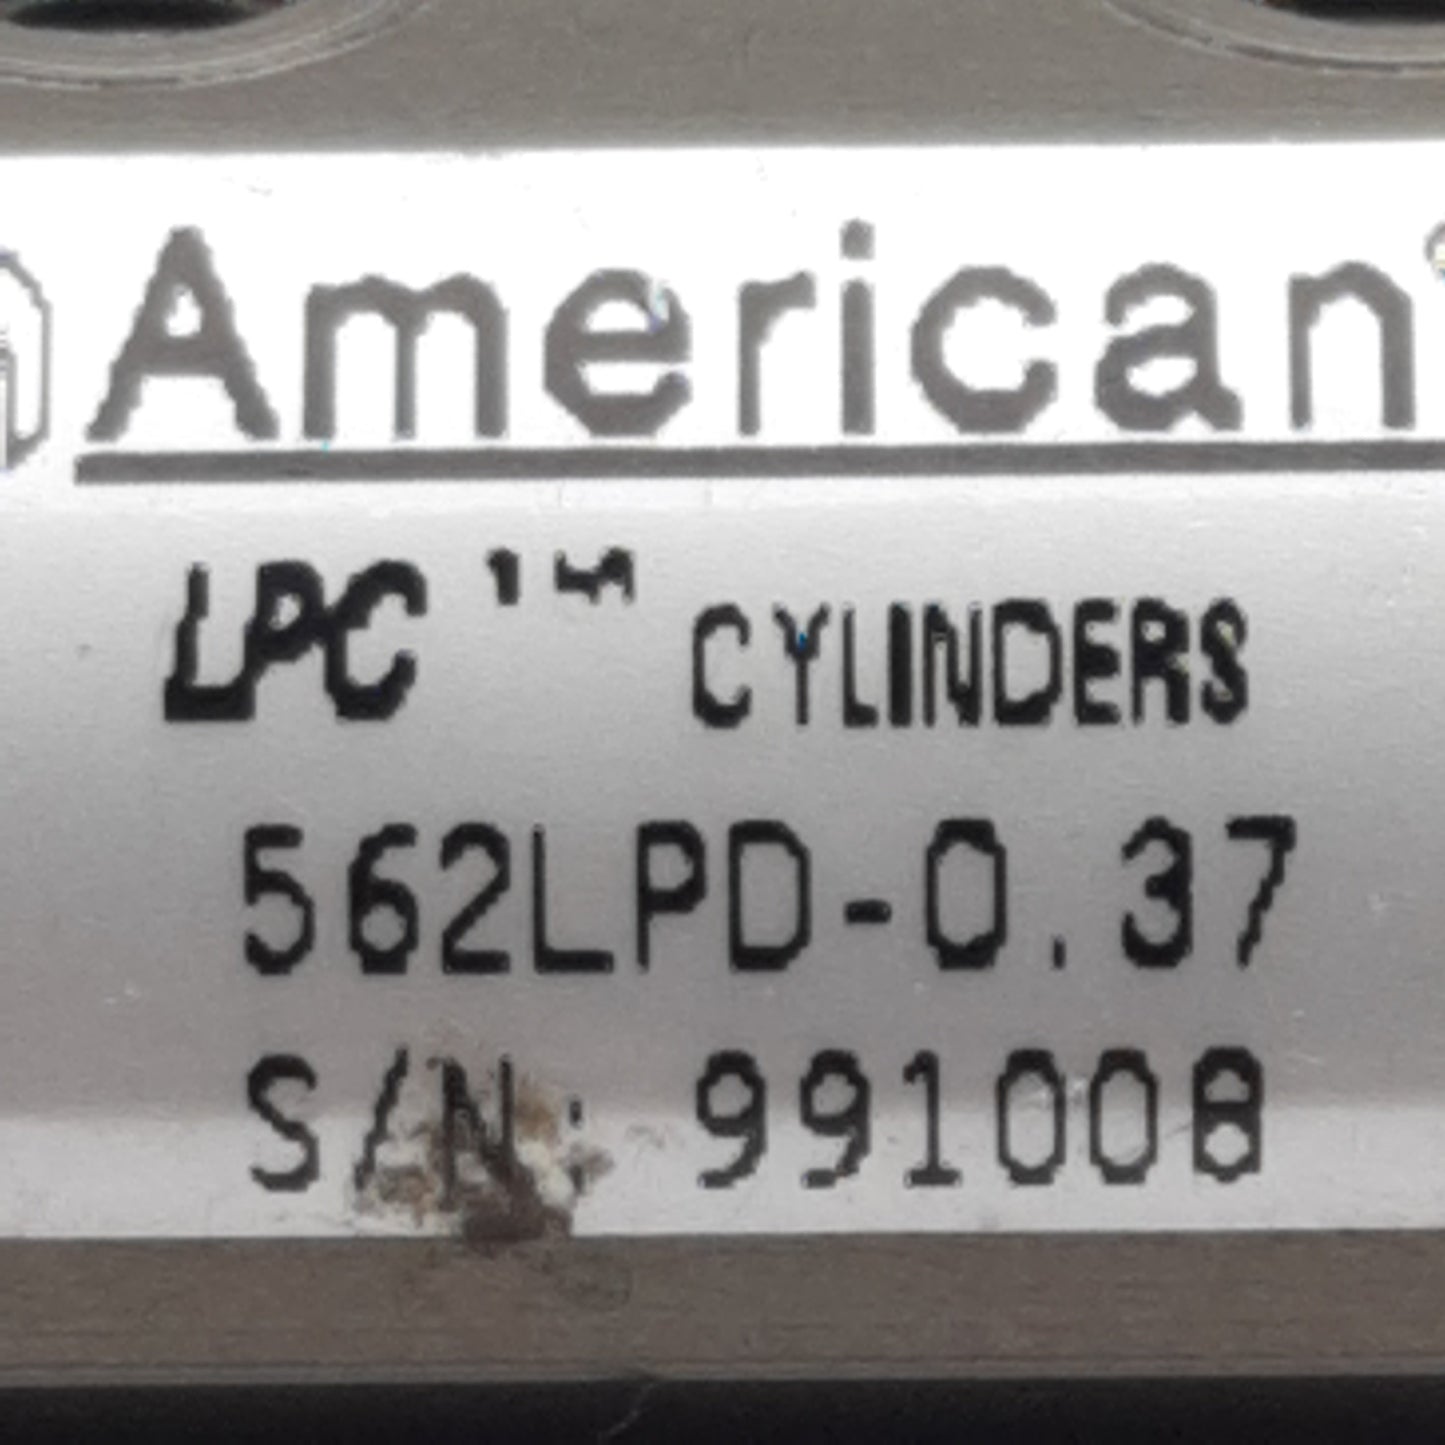 American
LPC™ CYLINDERS
562LPD-0.37
S/N: 991008